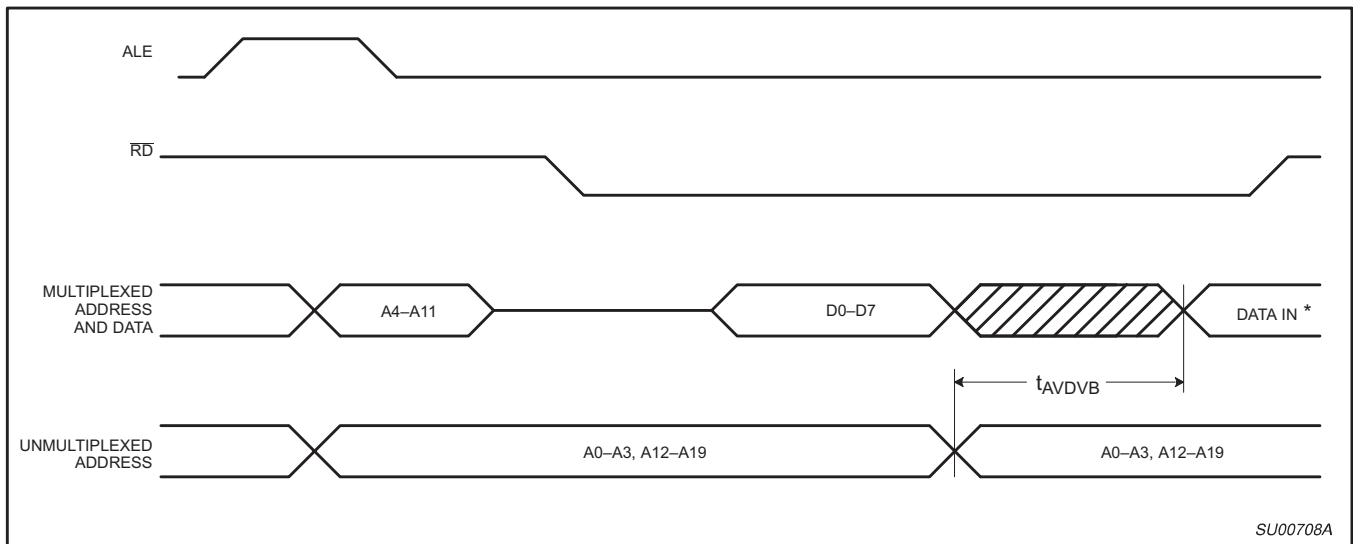 ALE
RD
MULTIPLEXED
ADDRESS
AND DATA
A4–A11
D0–D7
DATA IN *
tAVDVB
UNMULTIPLEXED
ADDRESS
A0–A3, A12–A19
A0–A3, A12–A19
SU00708A